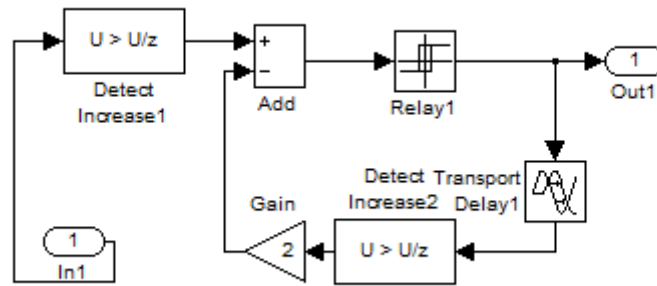 U > U/z
Detect
Increase1
+
−
Add
Relay1
1
Out1
Detect
Increase2
Transport
Delay1
Gain
2
U > U/z
1
In1